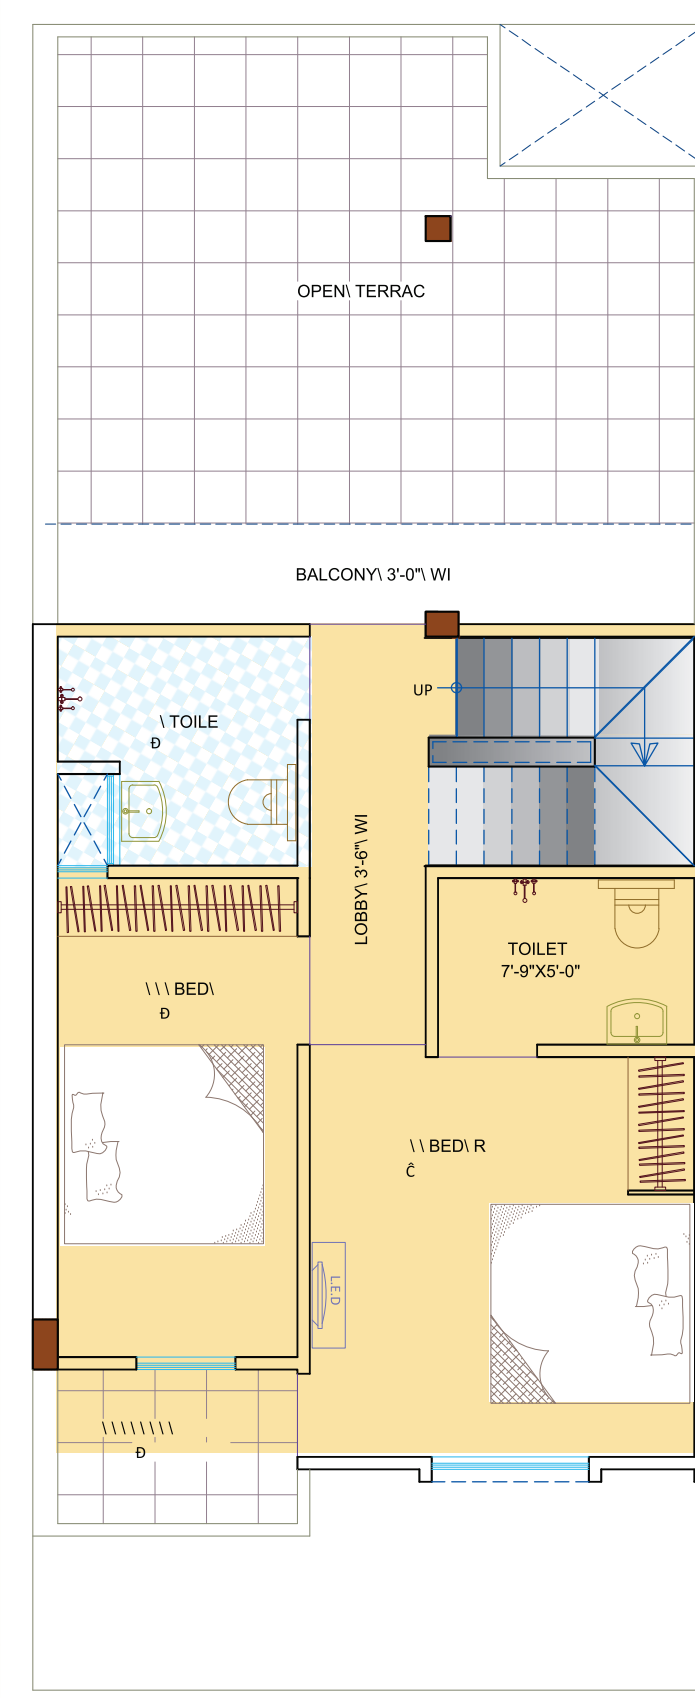 OPEN\ TERRAC
BALCONY\ 3'-0"\ WI
UP
\ TOILE
Đ
LOBBY\ 3'-6"\ WI
TOILET
7'-9"X5'-0"
\ \ \ BED\
Đ
\ \ BED\ R
Ĉ
L.E.D
\ \ \ \ \ \ \ \
Đ